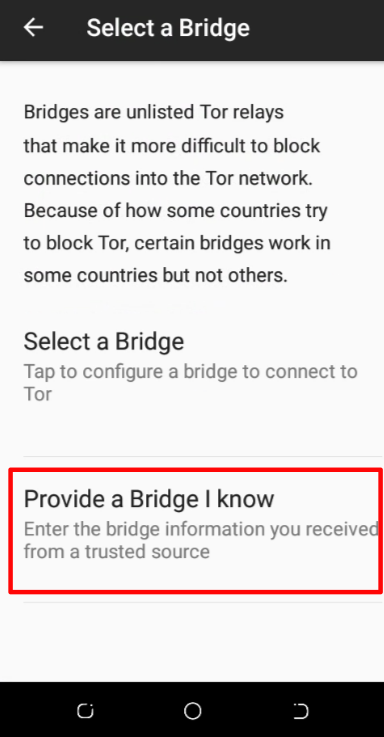 Select a Bridge
Bridges are unlisted Tor relays
that make it more difficult to block
connections into the Tor network.
Because of how some countries try
to block Tor, certain bridges work in
some countries but not others.
Select a Bridge
Tap to configure a bridge to connect to
Tor
Provide a Bridge I know
Enter the bridge information you received
from a trusted source